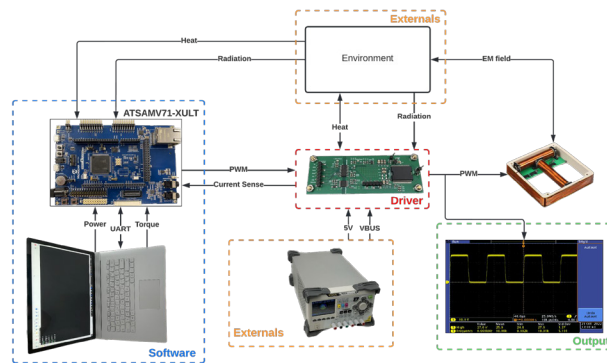 Externals
Heat
Environment
EM field
Radiation
ATSAMV71-XULT
Heat
Radiation
PWM
PWM
Current Sense
Driver
Power
UART
Torque
5V
VBUS
Externals
Software
Output